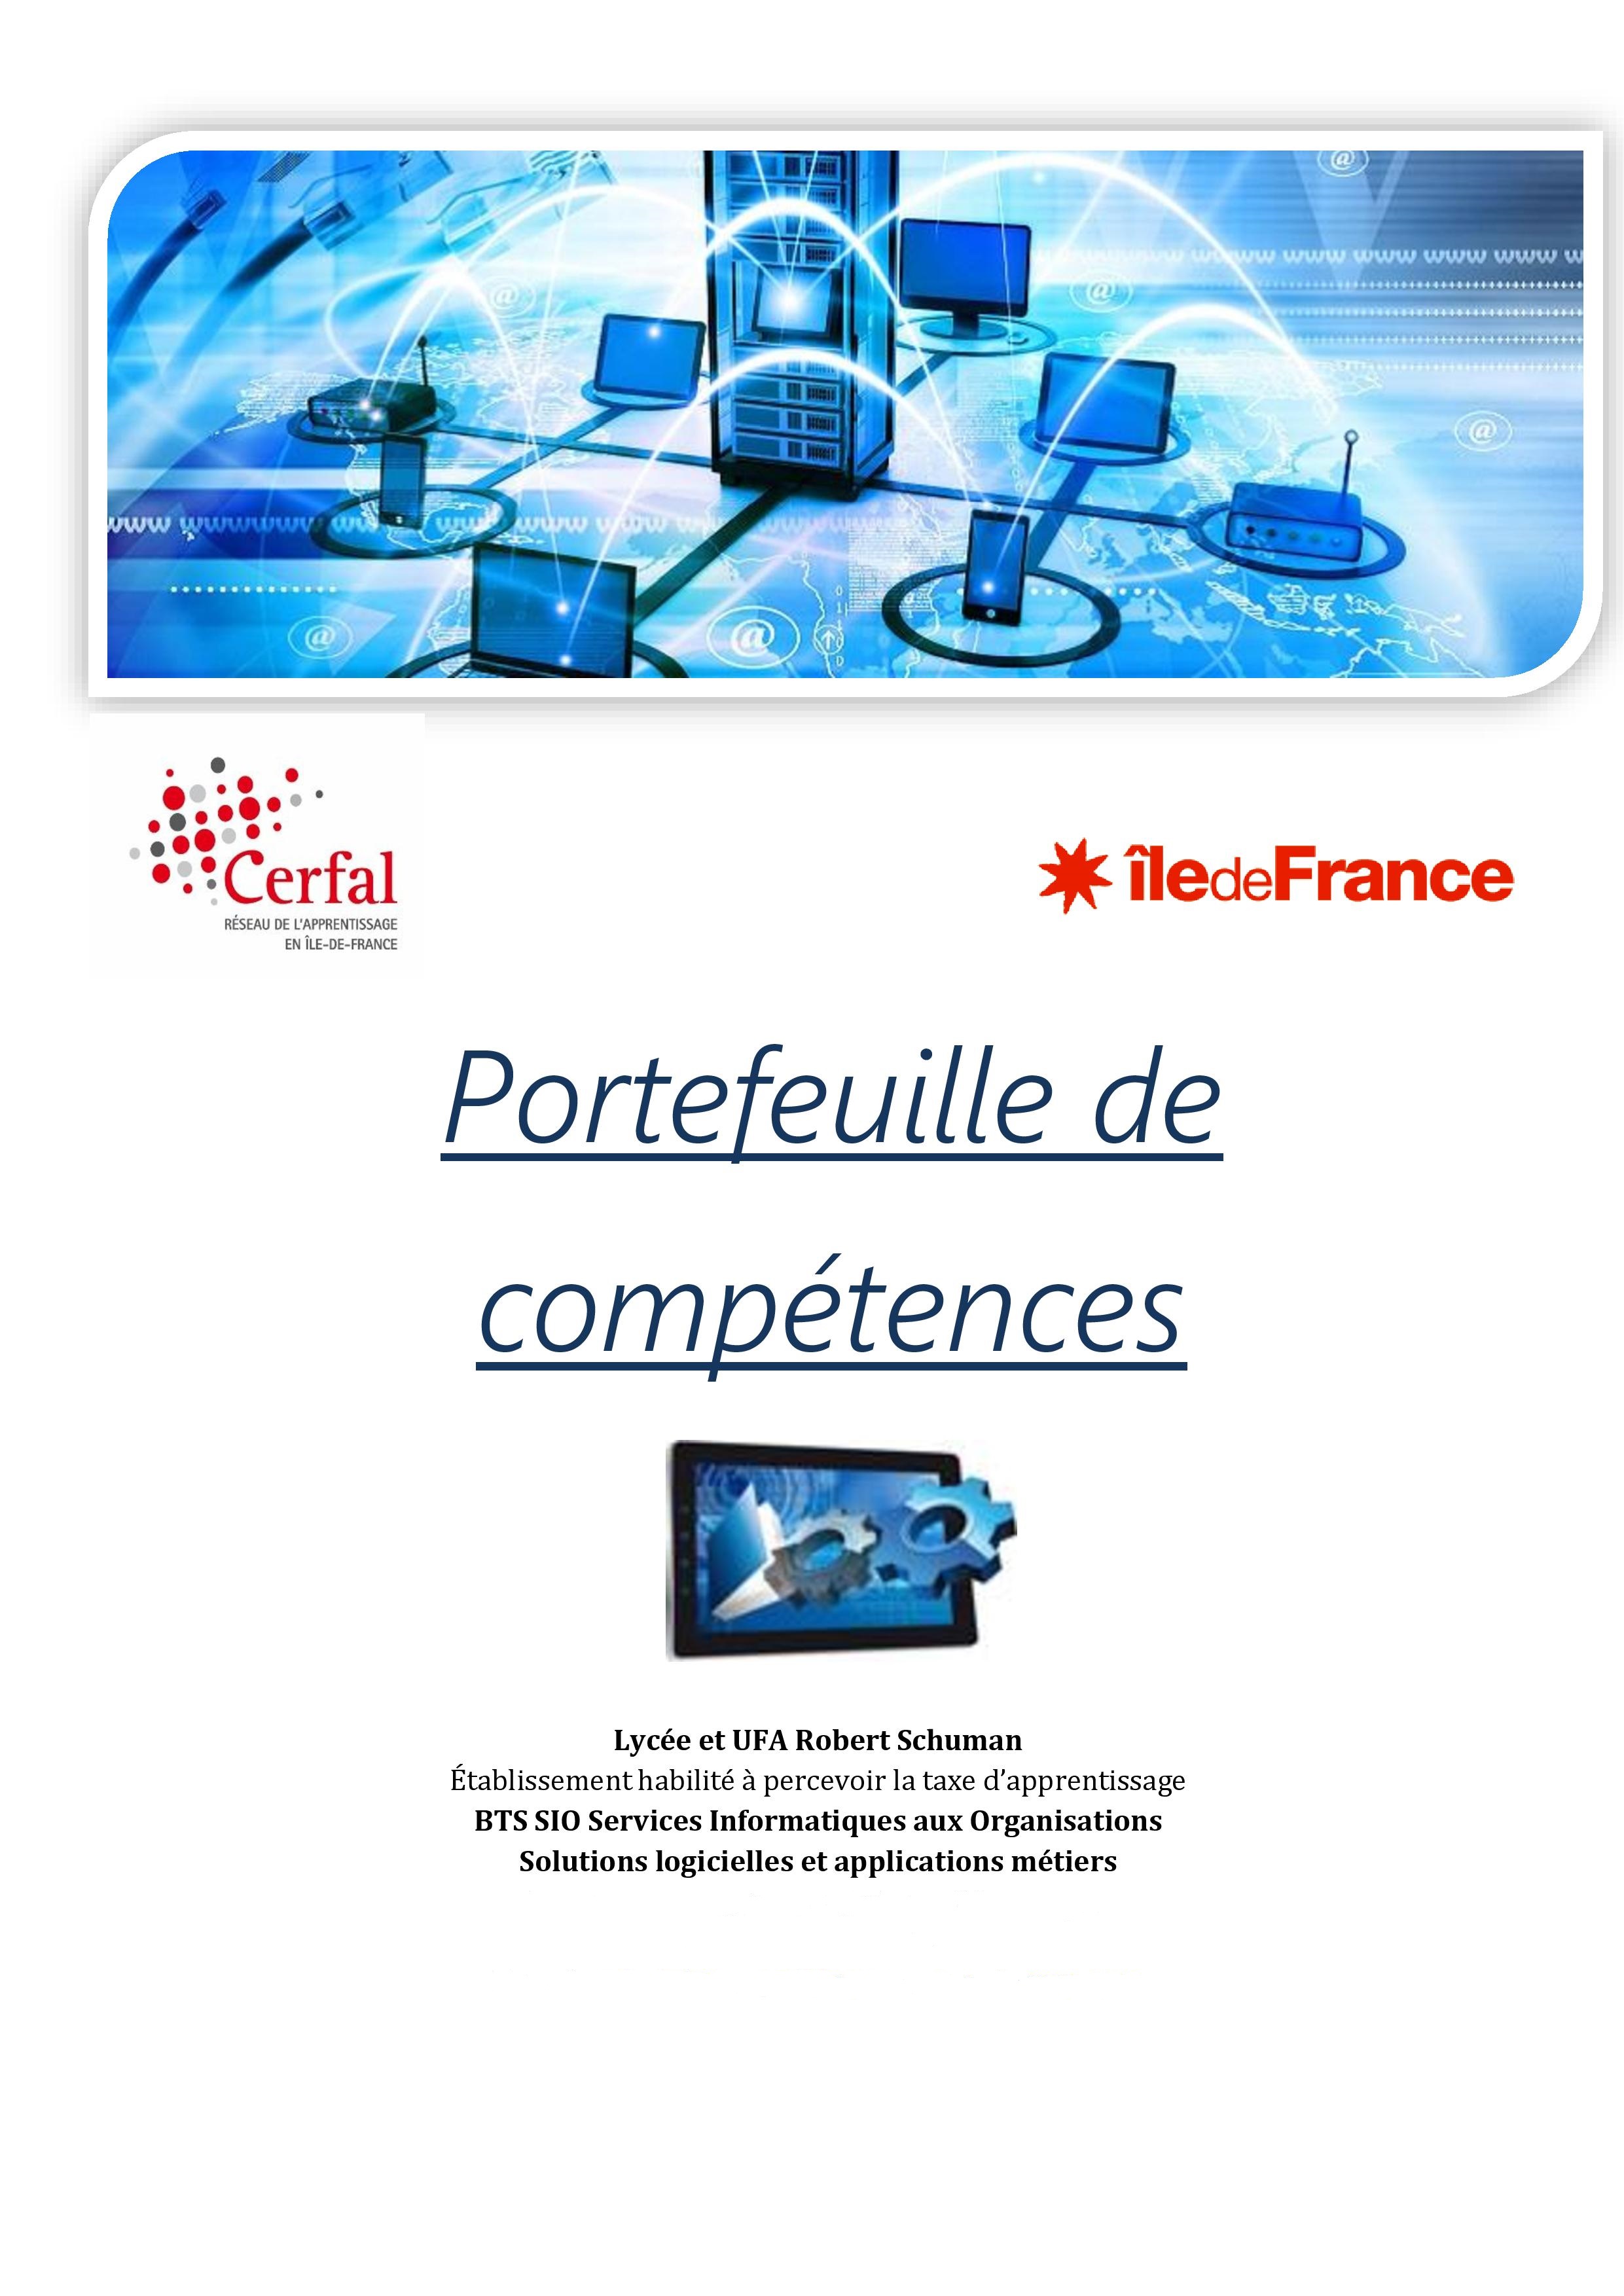 Cerfal
RÉSEAU DE L'APPRENTISSAGE
EN ÎLE-DE-FRANCE
îledeFrance
Portefeuille de
compétences
Lycée et UFA Robert Schuman
Établissement habilité à percevoir la taxe d’apprentissage
BTS SIO Services Informatiques aux Organisations
Solutions logicielles et applications métiers